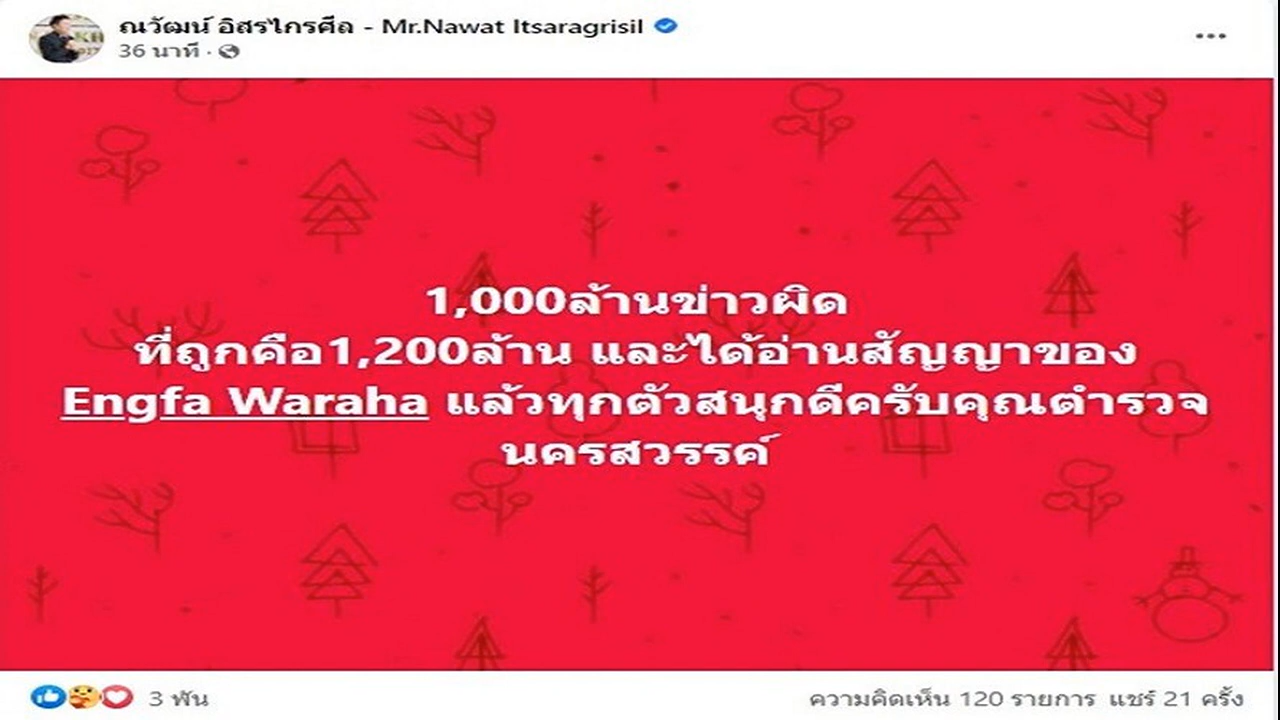 ณวัฒน์ อิสรไกรศีล - Mr.Nawat Itsaragrisil
36 นาที ·
1,000ล้านข่าวผิด
ที่ถูกคือ1,200ล้าน และได้อ่านสัญญาของ
Engfa Waraha แล้วทุกตัวสนุกดีครับคุณตำรวจ
นครสวรรค์
3 พัน
ความคิดเห็น 120 รายการ แชร์ 21 ครั้ง